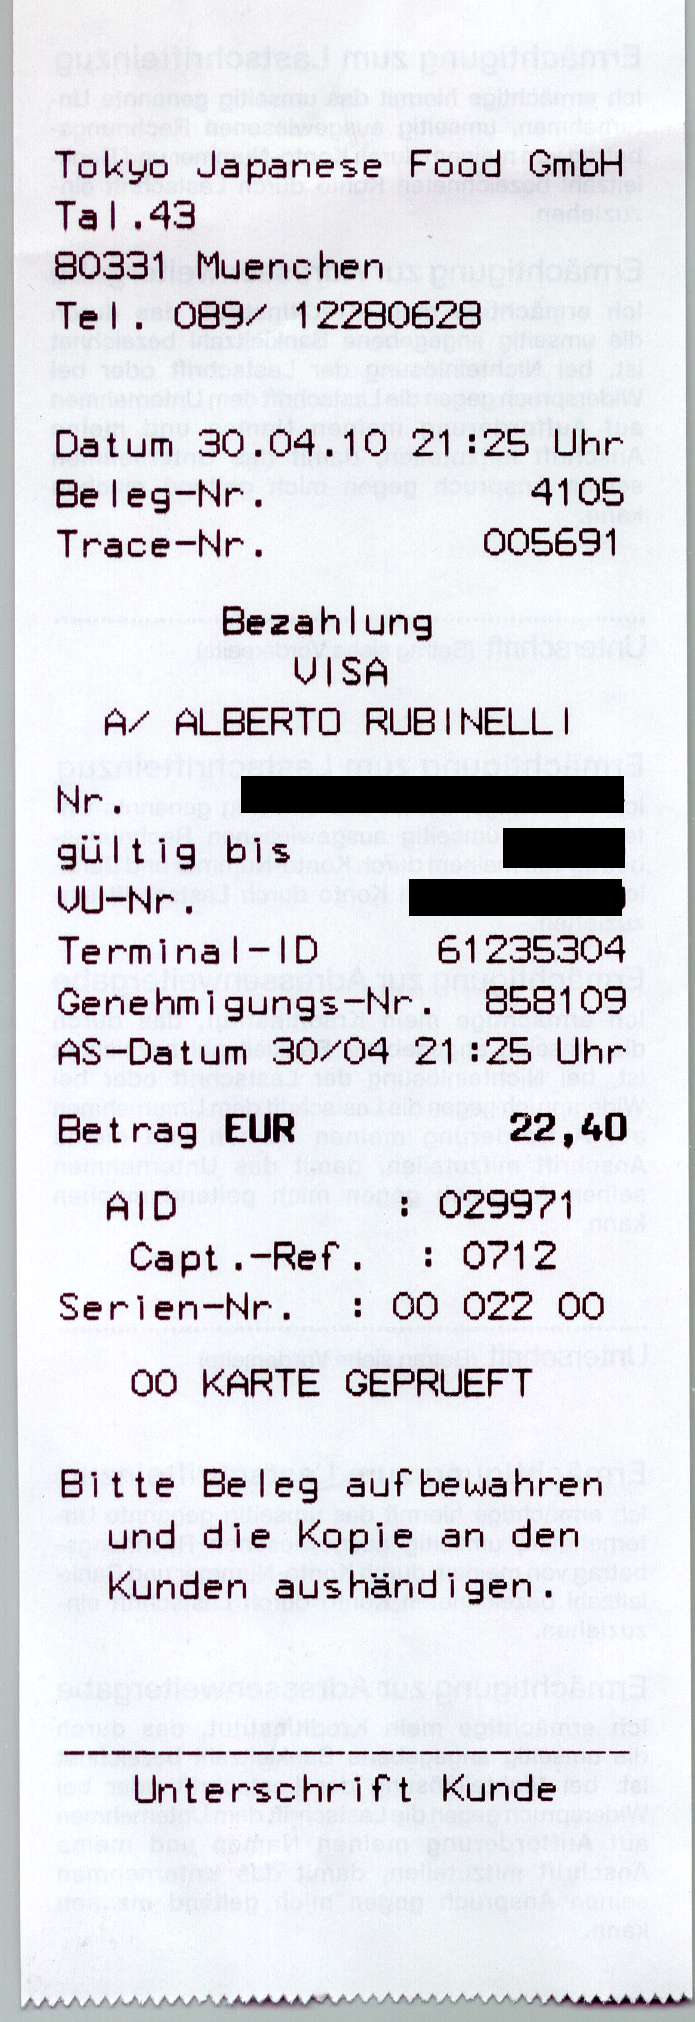 Tokyo Japanese Food GmbH
Tal.43
80331 Muenchen
Tel. 089/ 12280628
Datum 30.04.10 21:25 Uhr
Beleg-Nr. 4105
Trace-Nr. 005691
Bezahlung
VISA
A/ ALBERTO RUBINELLI
Nr.
gültig bis
VU-Nr.
Terminal-ID 61235304
Genehmigungs-Nr 858109
AS-Datum 30/04 21:25 Uhr
Betrag EUR 22,40
AID : 029971
Capt.-Ref. : 0712
Serien-Nr. : 00 022 00
00 KARTE GEPRUEFT
Bitte Beleg aufbewahren
und die Kopie an den
Kunden aushändigen.
Unterschrift Kunde